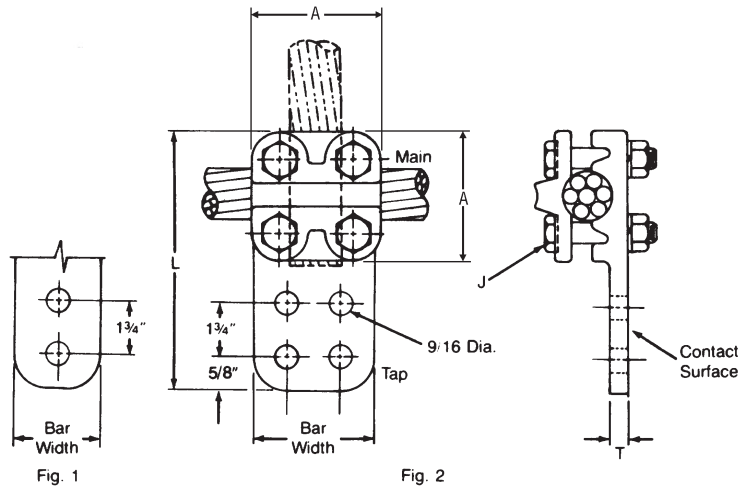 A
Main
A
L
J
1¾"
1¾"
9/16 Dia.
5/8"
Tap
Contact
Surface
Bar
Width
Bar
Width
T
Fig. 1
Fig. 2